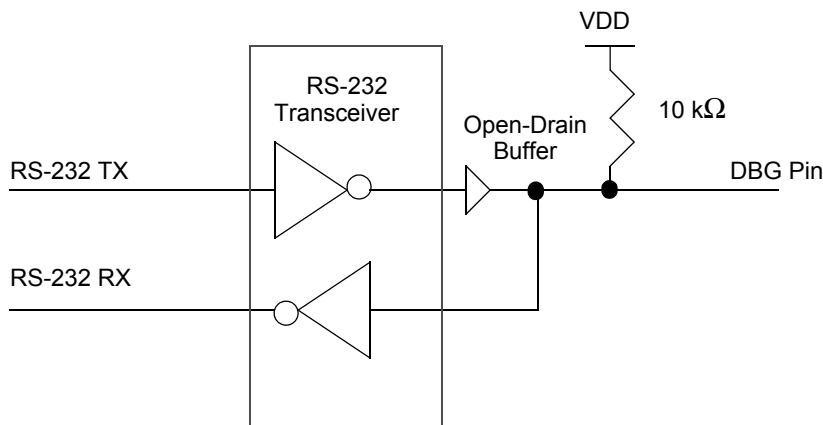 VDD
RS-232
Transceiver
10 kΩ
Open-Drain
Buffer
RS-232 TX
DBG Pin
RS-232 RX